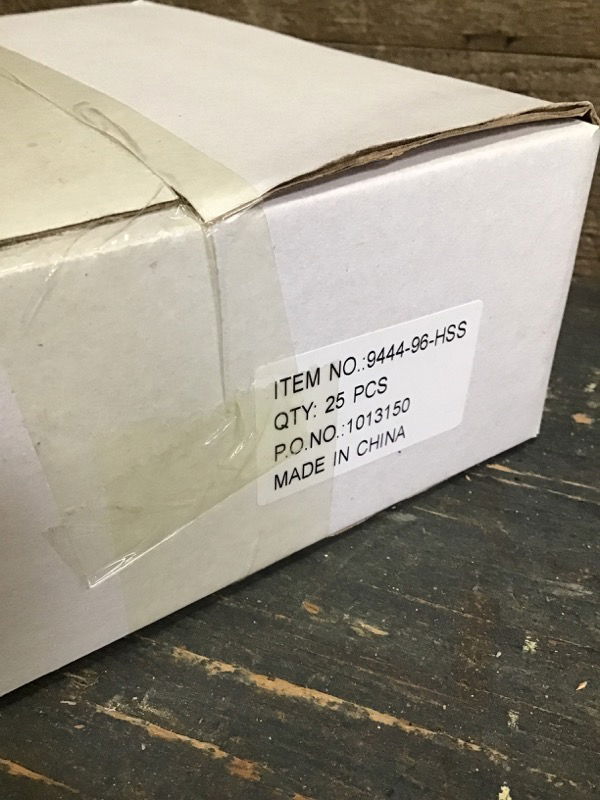 ITEM NO.:9444-96-HSS
QTY: 25 PCS
P.O.NO.:1013150
MADE IN CHINA